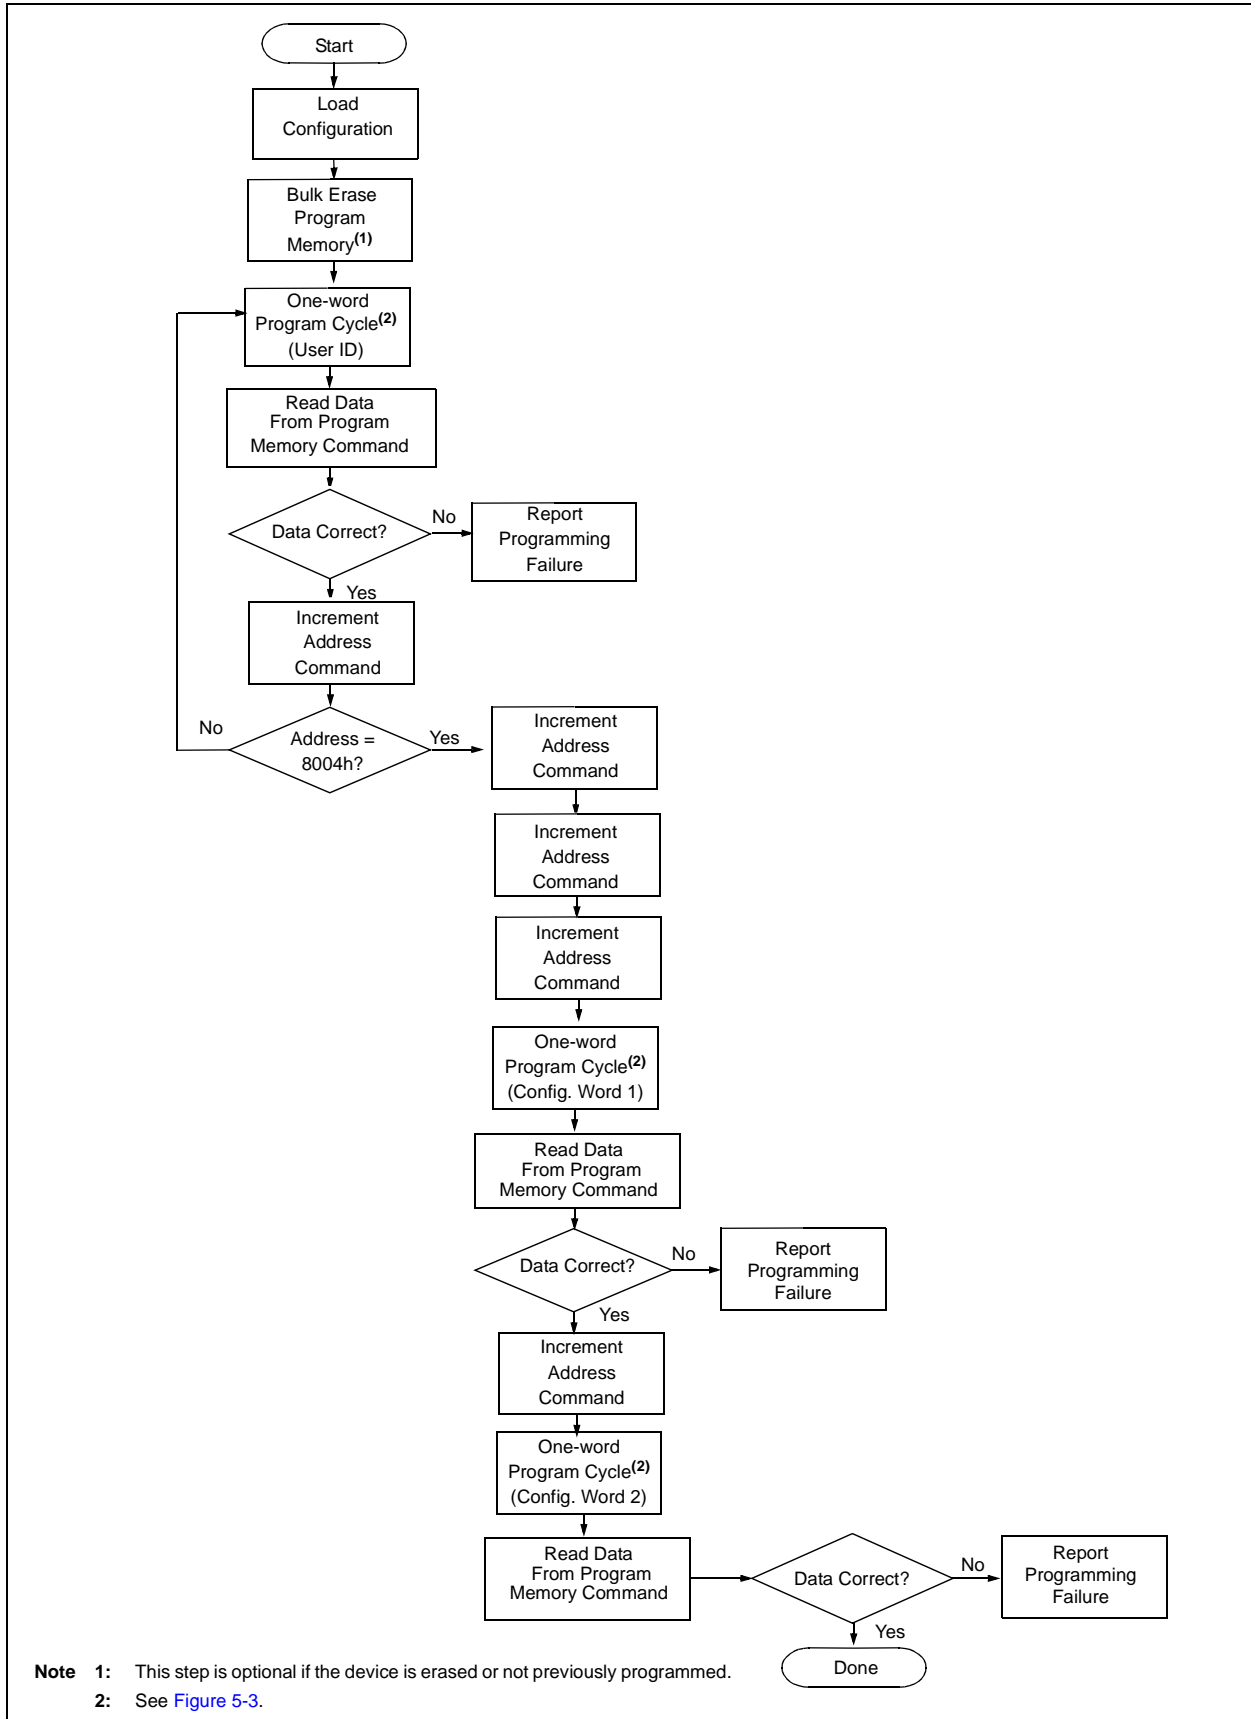 Start
Load
Configuration
Bulk Erase
Program
Memory(1)
One-word
Program Cycle(2)
(User ID)
Read Data
From Program
Memory Command
Data Correct?
No
Report
Programming
Failure
Yes
Increment
Address
Command
No
Address =
8004h?
Yes
Increment
Address
Command
Increment
Address
Command
Increment
Address
Command
One-word
Program Cycle(2)
(Config. Word 1)
Read Data
From Program
Memory Command
Data Correct?
No
Report
Programming
Failure
Yes
Increment
Address
Command
One-word
Program Cycle(2)
(Config. Word 2)
Read Data
From Program
Memory Command
Data Correct?
No
Report
Programming
Failure
Yes
Done
Note 1: This step is optional if the device is erased or not previously programmed.
2: See Figure 5-3.